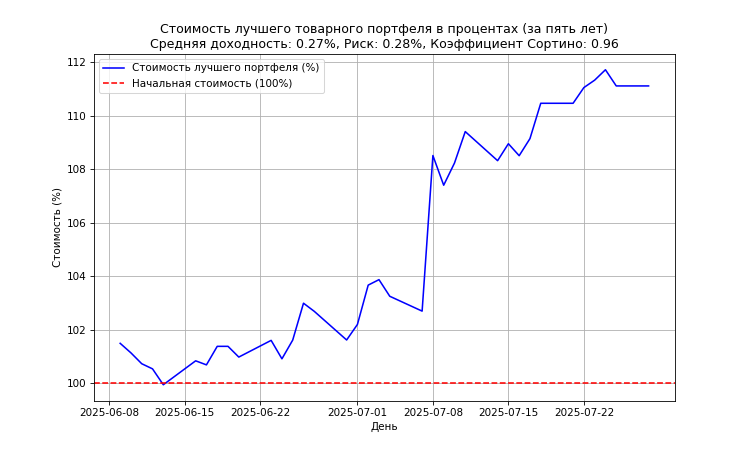 Стоимость лучшего товарного портфеля в процентах (за пять лет)
Средняя доходность: 0.27%, Риск: 0.28%, Коэффициент Сортино: 0.96
Стоимость лучшего портфеля (%)
Начальная стоимость (100%)
Стоимость (%)
112
110
108
106
104
102
100
2025-06-08 2025-06-15 2025-06-22 2025-07-01 2025-07-08 2025-07-15 2025-07-22
День